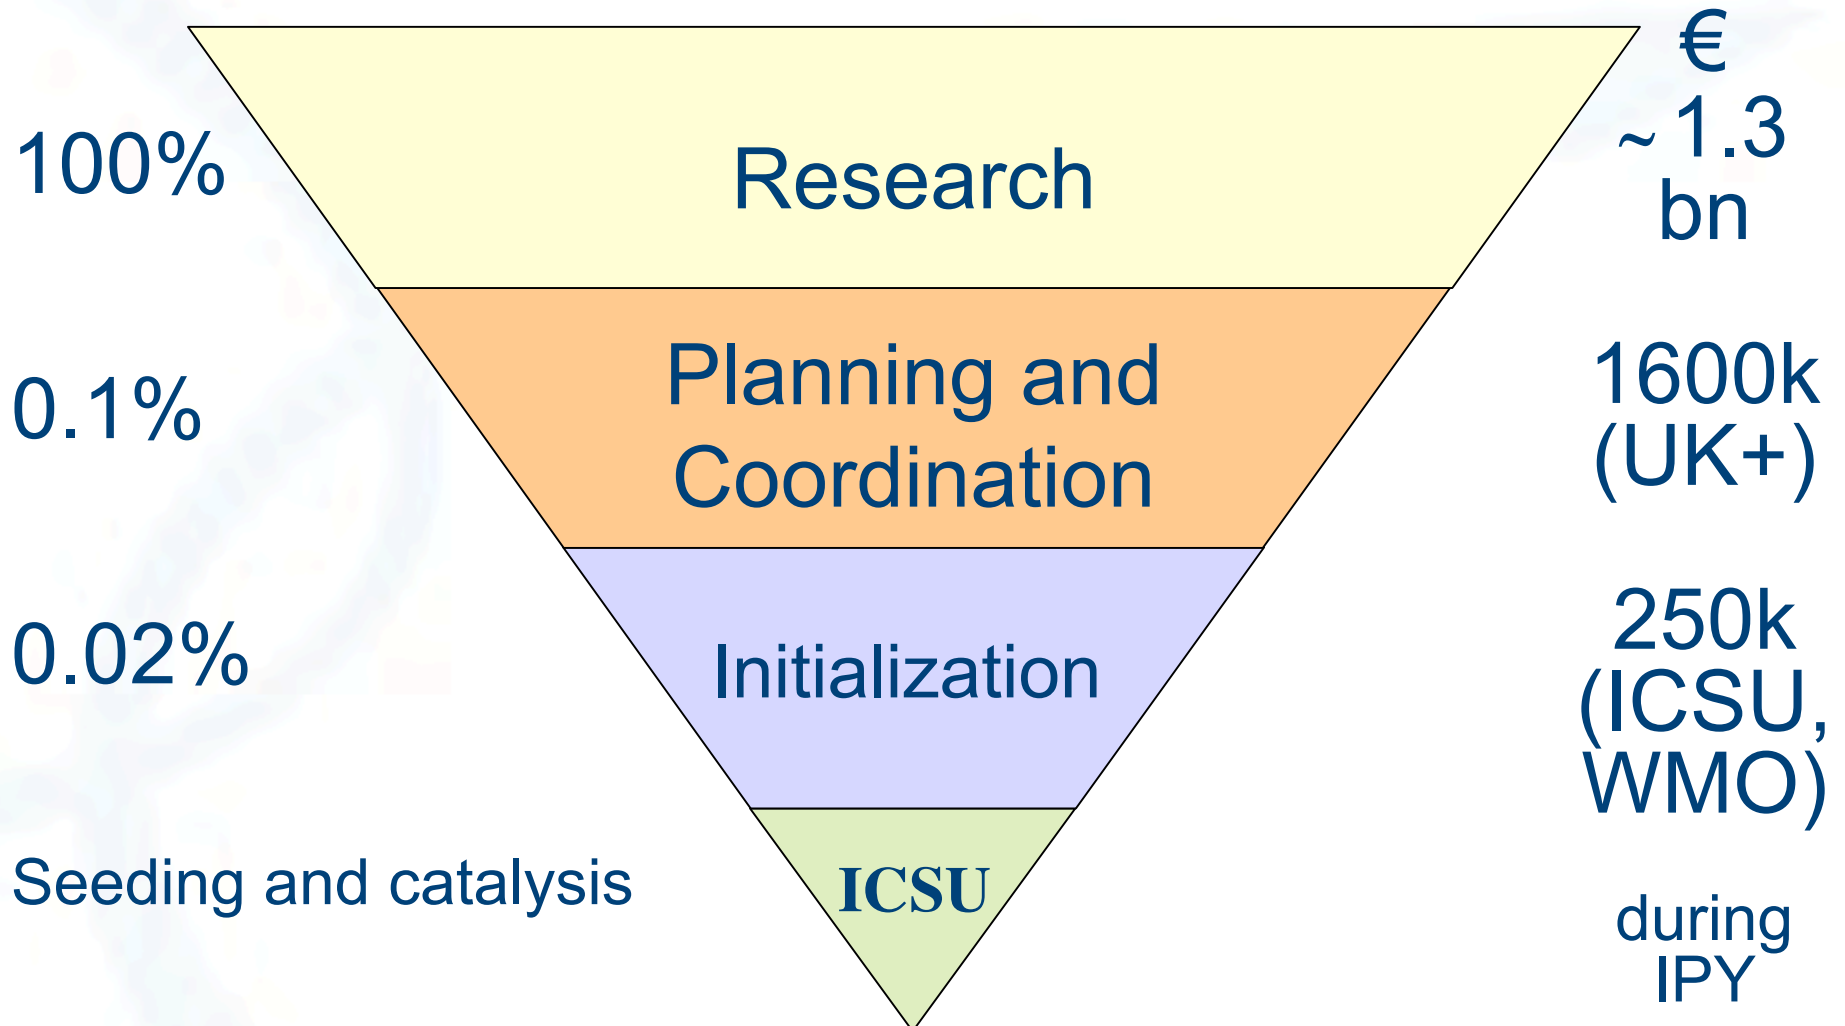 €
100%
Research
~1.3
bn
0.1%
Planning and
Coordination
1600k
(UK+)
0.02%
Initialization
250k
(ICSU,
WMO)
Seeding and catalysis
ICSU
during
IPY